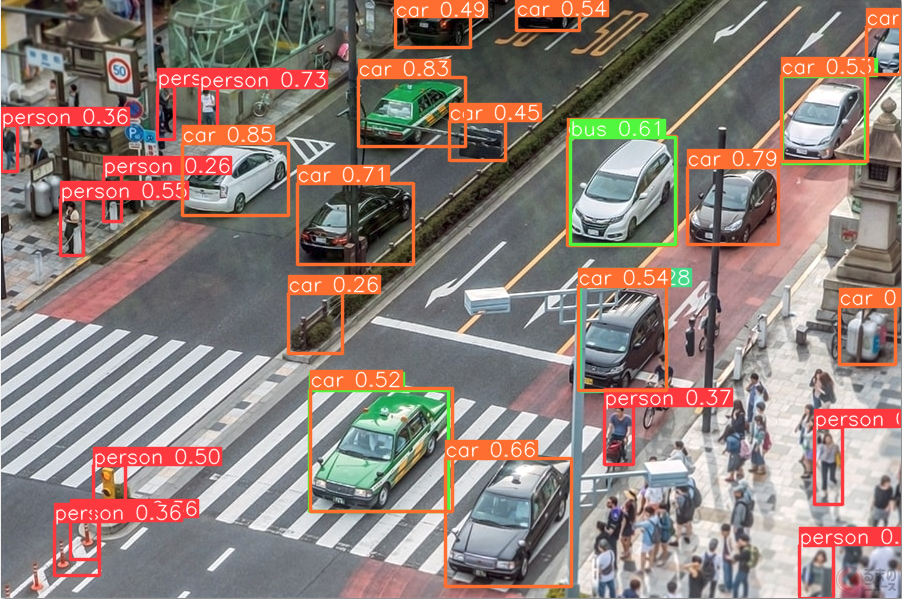 car 0.49
car 0.54
car
50
car 0.83
car 0.53
person 0.73
pers
car 0.45
person 0.36
P
car 0.85
bus 0.61
person 0.26
car 0.71
car 0.79
person 0.55
car 0.26
car 0.54
28
car 0
car 0.52
person 0.37
person
car 0.66
person 0.50
person 0.36
6
person 0.
50